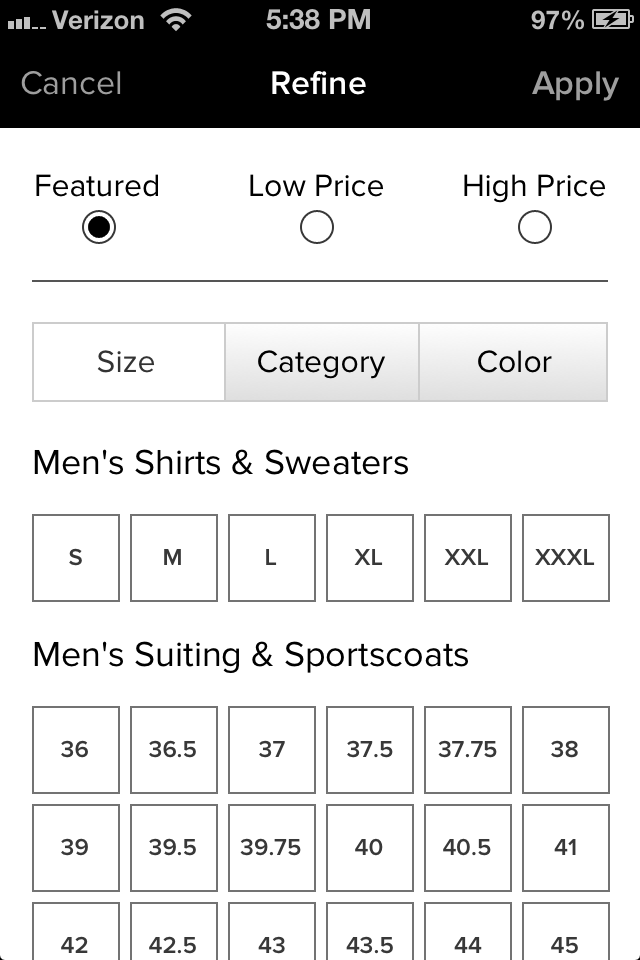 Verizon 5:38 PM 97%
Cancel Refine Apply
Featured Low Price High Price
Size Category Color
Men's Shirts & Sweaters
S M L XL XXL XXXL
Men's Suiting & Sportscoats
36 36.5 37 37.5 37.75 38
39 39.5 39.75 40 40.5 41
42 42.5 43 43.5 44 45